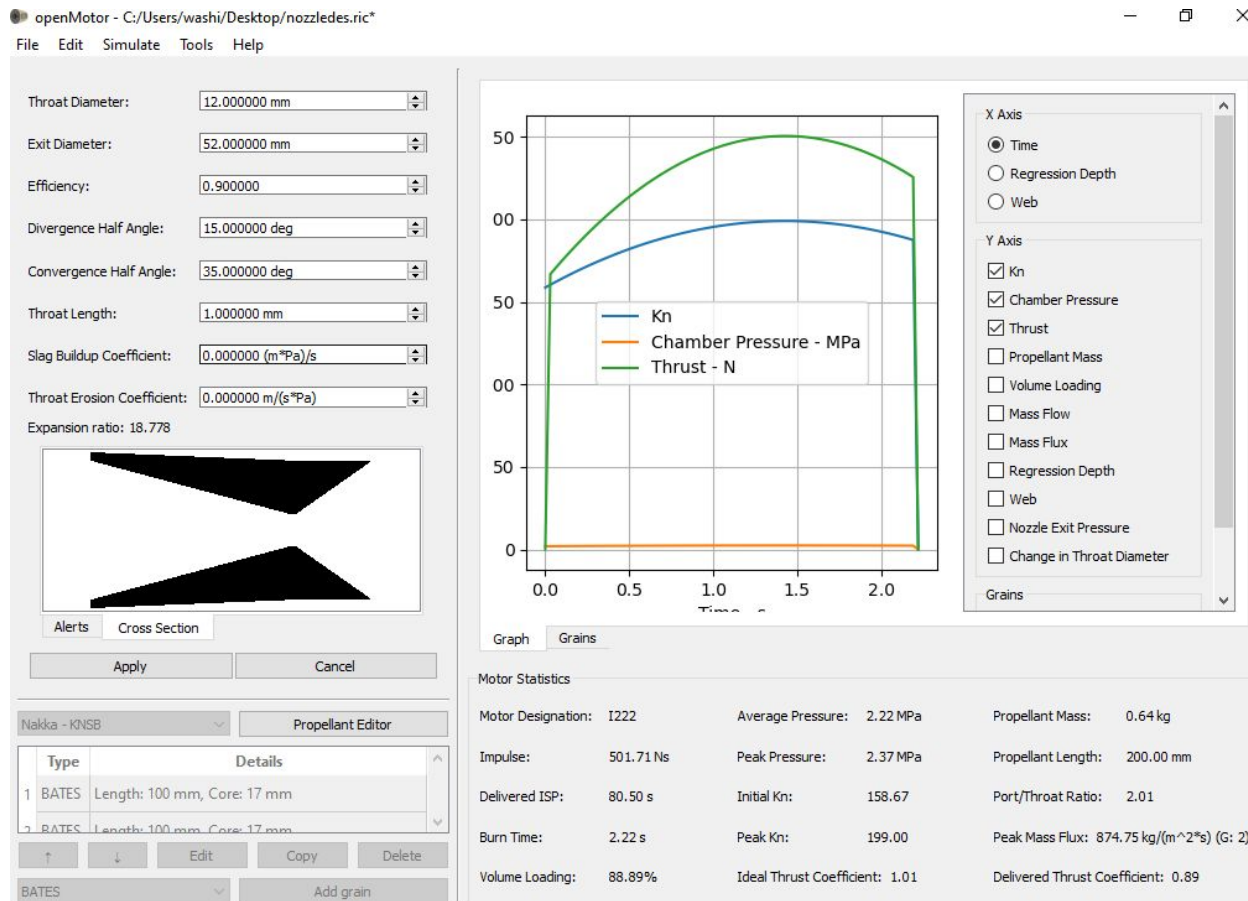 openMotor - C:/Users/washi/Desktop/nozzledes.ric*
File Edit Simulate Tools Help
Throat Diameter: 12.000000 mm
Exit Diameter: 52.000000 mm
Efficiency: 0.900000
Divergence Half Angle: 15.000000 deg
Convergence Half Angle: 35.000000 deg
Throat Length: 1.000000 mm
Slag Buildup Coefficient: 0.000000 (m*Pa)/s
Throat Erosion Coefficient: 0.000000 m/(s*Pa)
Expansion ratio: 18.778
Alerts Cross Section
Apply Cancel
Nakka - KNSB Propellant Editor
Type Details
1 BATES Length: 100 mm, Core: 17 mm
2 BATES Length: 100 mm, Core: 17 mm
↑ ↓ Edit Copy Delete
BATES Add grain
50
00
50
00
50
0
Kn
Chamber Pressure - MPa
Thrust - N
0.0 0.5 1.0 1.5 2.0
Time - s
X Axis
Time
Regression Depth
Web
Y Axis
Kn
Chamber Pressure
Thrust
Propellant Mass
Volume Loading
Mass Flow
Mass Flux
Regression Depth
Web
Nozzle Exit Pressure
Change in Throat Diameter
Grains
Graph Grains
Motor Statistics
Motor Designation: I222 Average Pressure: 2.22 MPa Propellant Mass: 0.64 kg
Impulse: 501.71 Ns Peak Pressure: 2.37 MPa Propellant Length: 200.00 mm
Delivered ISP: 80.50 s Initial Kn: 158.67 Port/Throat Ratio: 2.01
Burn Time: 2.22 s Peak Kn: 199.00 Peak Mass Flux: 874.75 kg/(m^2*s) (G: 2)
Volume Loading: 88.89% Ideal Thrust Coefficient: 1.01 Delivered Thrust Coefficient: 0.89